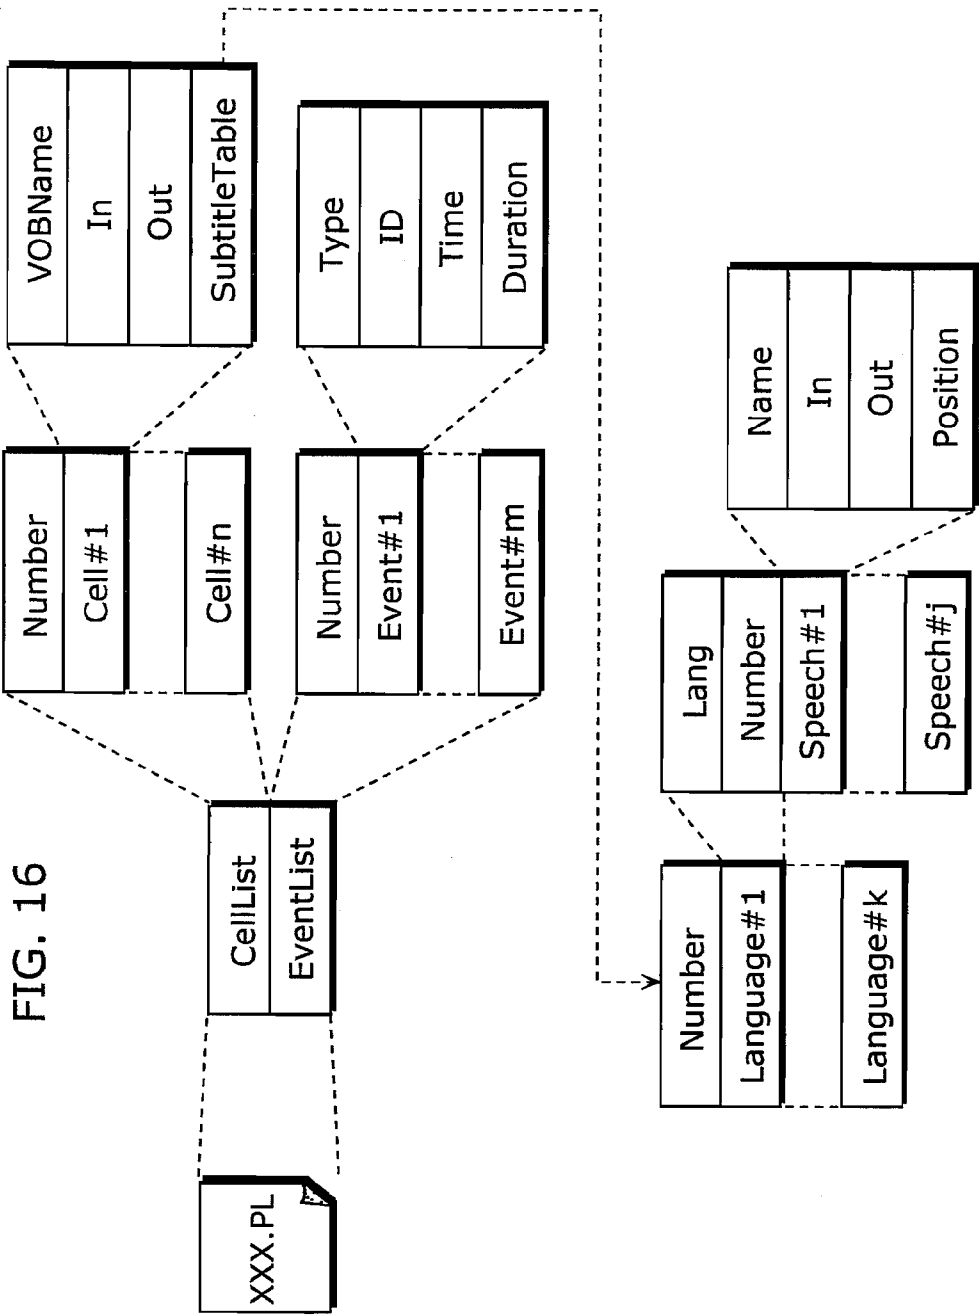 FIG. 16
XXX.PL
CellList
EventList
Number
Cell#1
Cell#n
Number
Event#1
Event#m
VOBName
In
Out
SubtitleTable
Type
ID
Time
Duration
Number
Language#1
Language#k
Lang
Number
Speech#1
Speech#j
Name
In
Out
Position